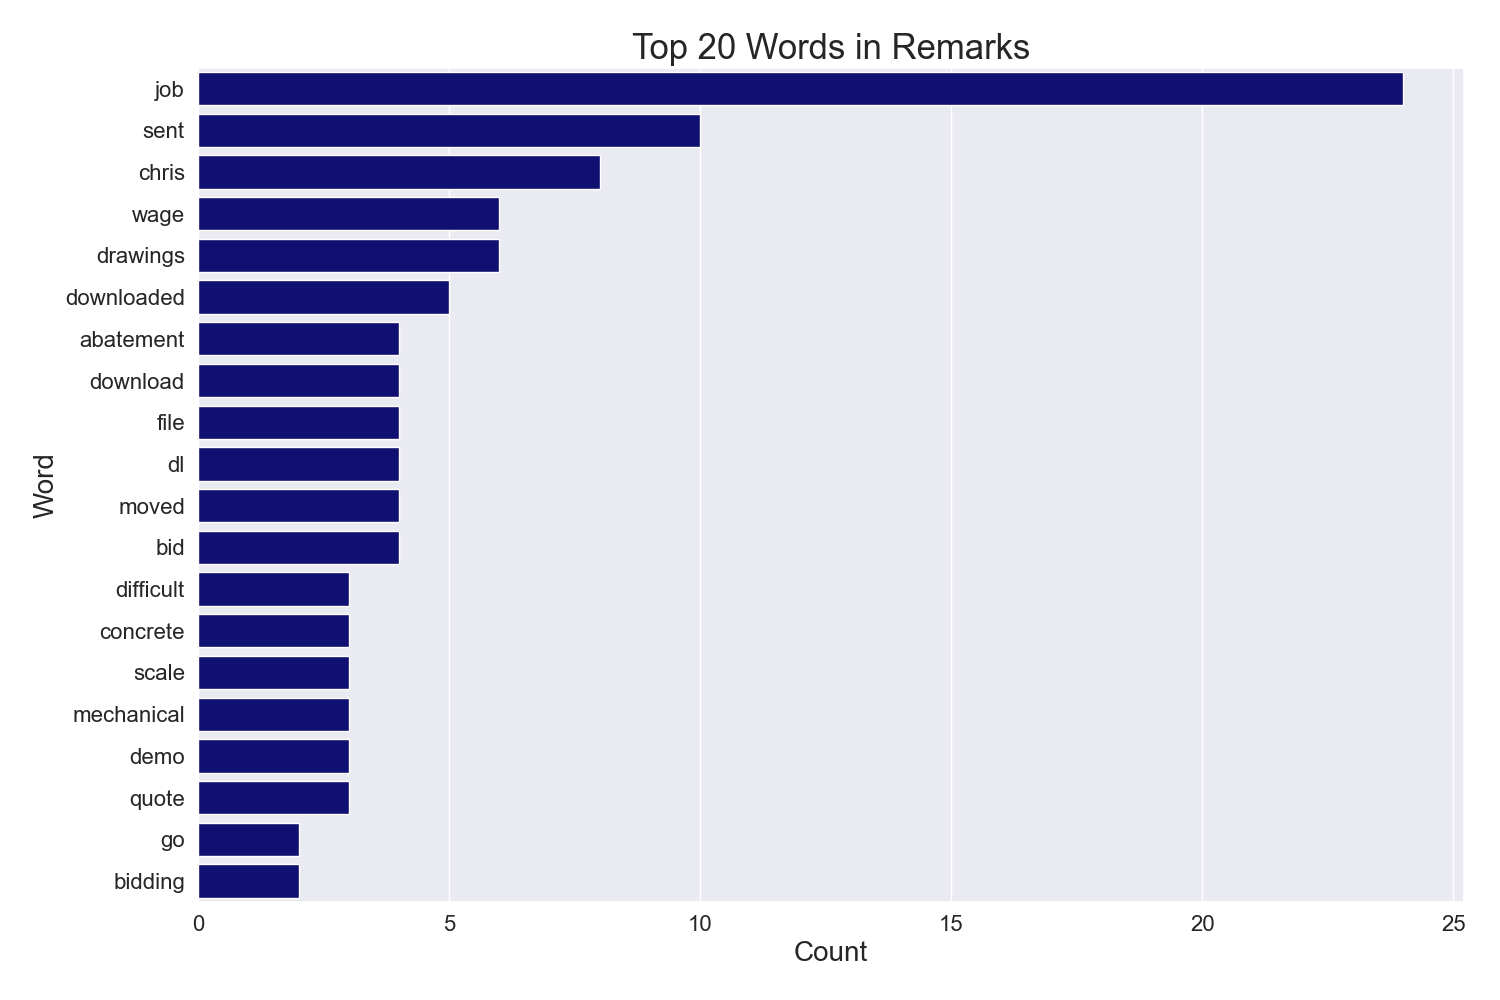 Top 20 Words in Remarks
job
sent
chris
wage
drawings
downloaded
abatement
download
file
dl
moved
bid
difficult
concrete
scale
mechanical
demo
quote
go
bidding
Word
0 5 10 15 20 25
Count